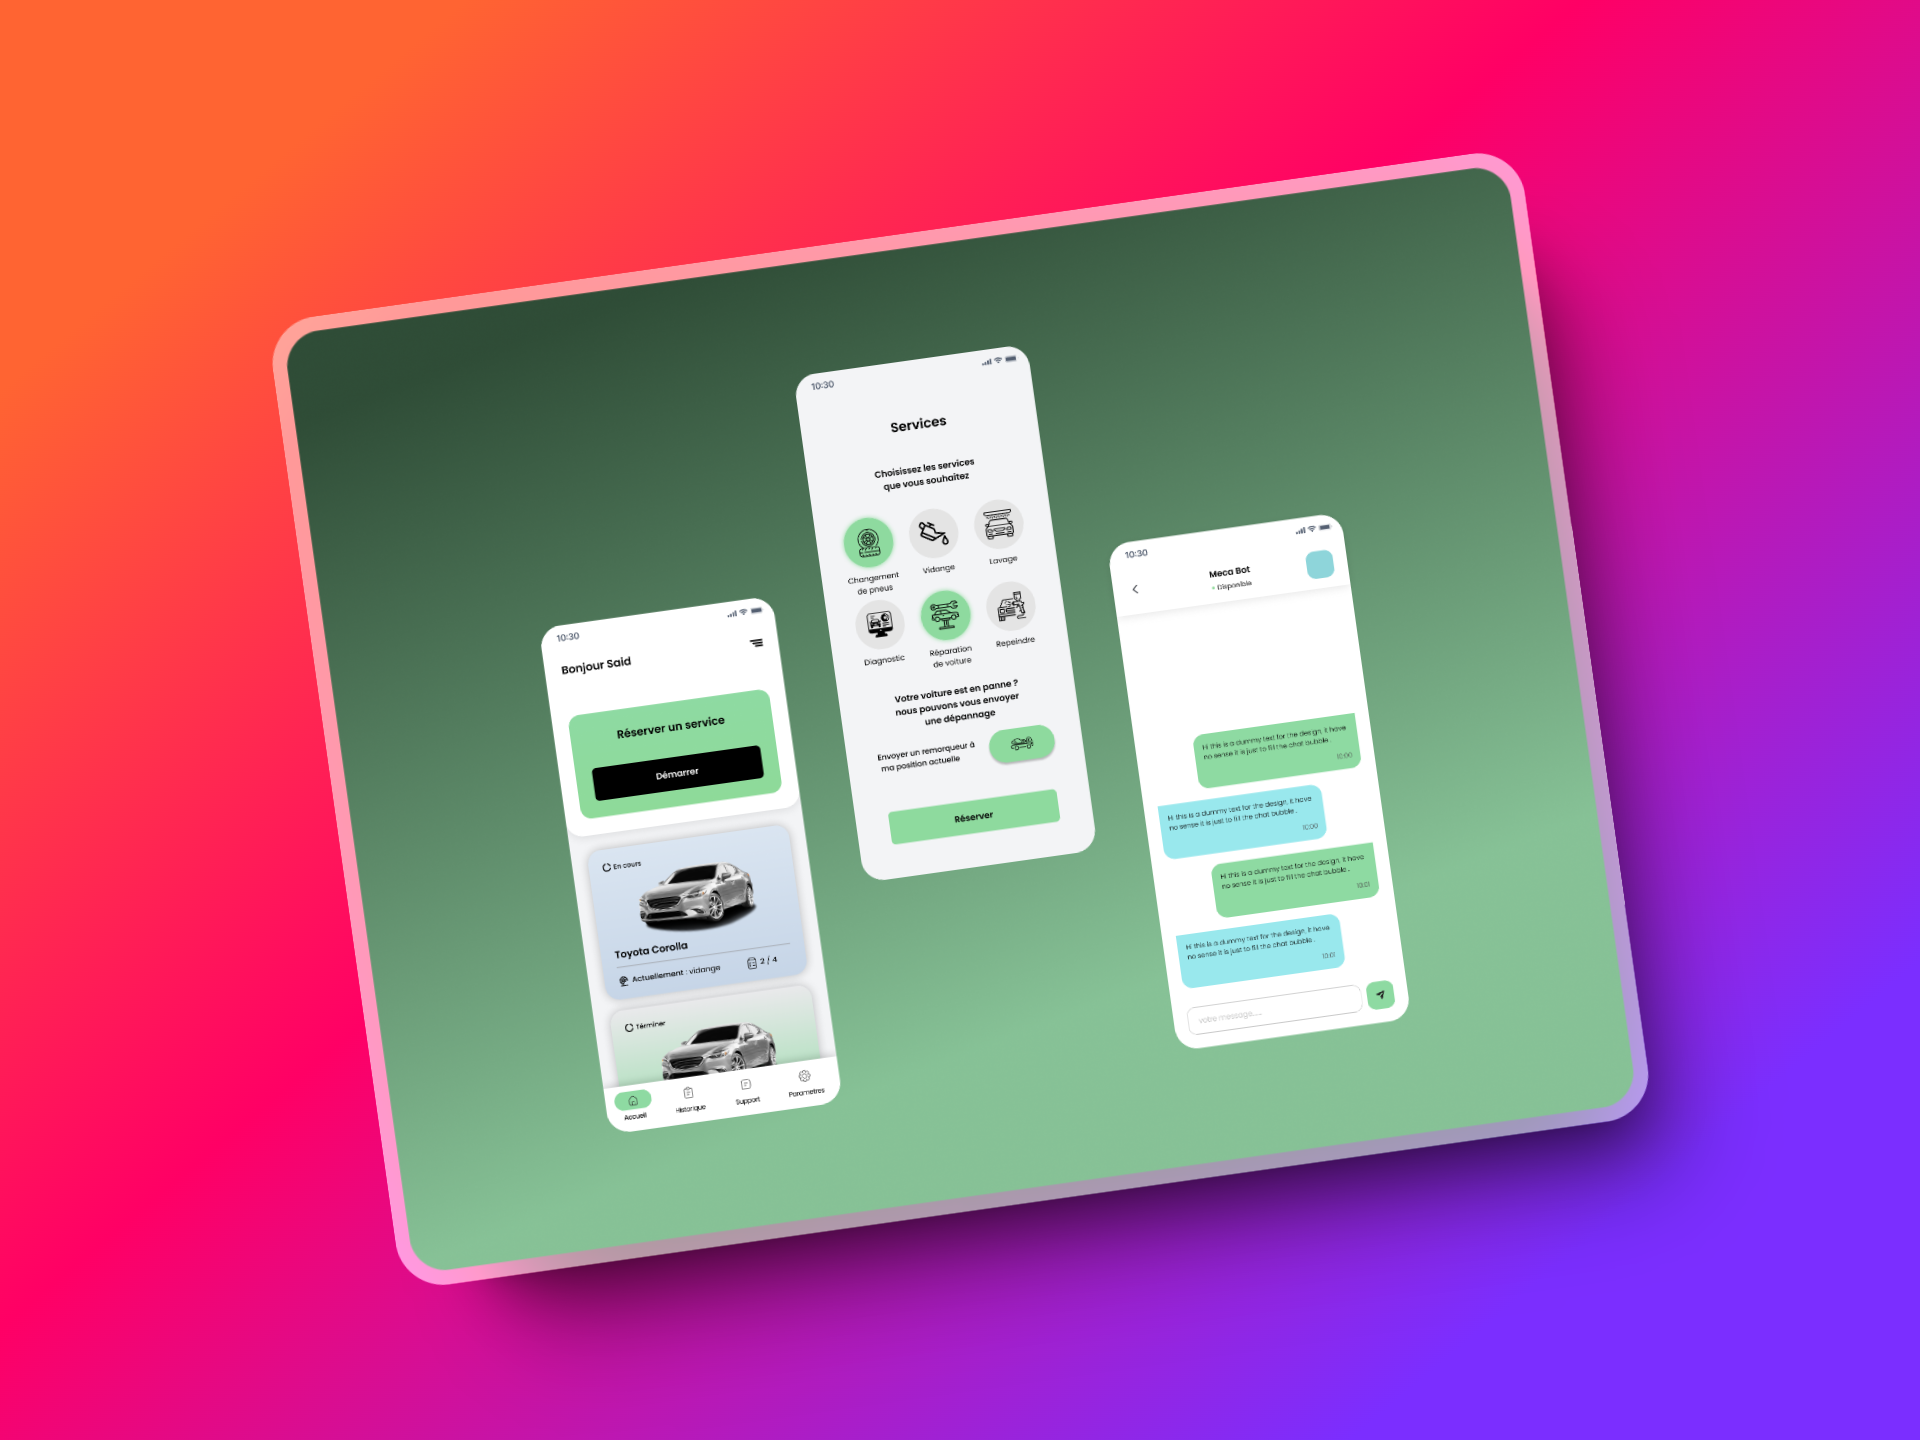 10:30
Bonjour Said
Réserver un service
Démarrer
En cours
Toyota Corolla
Actuellement : vidange
2 / 4
Términer
Accueil
Historique
Support
Parametres
10:30
Services
Choisissez les services
que vous souhaitez
Changement
de pneus
Vidange
Lavage
Diagnostic
Réparation
de voiture
Repeindre
Votre voiture est en panne ?
nous pouvons vous envoyer
une dépannage
Envoyer un remorqueur à
ma position actuelle
Réserver
10:30
Meca Bot
Disponible
Hi this is a dummy text for the design, it have
no sense it is just to fill the chat bubble .
10:00
Hi this is a dummy text for the design, it have
no sense it is just to fill the chat bubble .
10:00
Hi this is a dummy text for the design, it have
no sense it is just to fill the chat bubble .
10:01
Hi this is a dummy text for the design, it have
no sense it is just to fill the chat bubble .
10:01
votre message.....